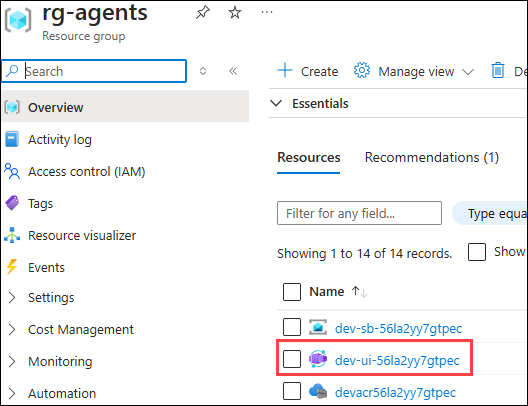 rg-agents
Resource group
Search
Overview
Activity log
Access control (IAM)
Tags
Resource visualizer
Events
Settings
Cost Management
Monitoring
Automation
Create
Manage view
De
Essentials
Resources
Recommendations (1)
Filter for any field...
Type equa
Showing 1 to 14 of 14 records.
Show
Name
dev-sb-56la2yy7gtpec
dev-ui-56la2yy7gtpec
devacr56la2yy7gtpec